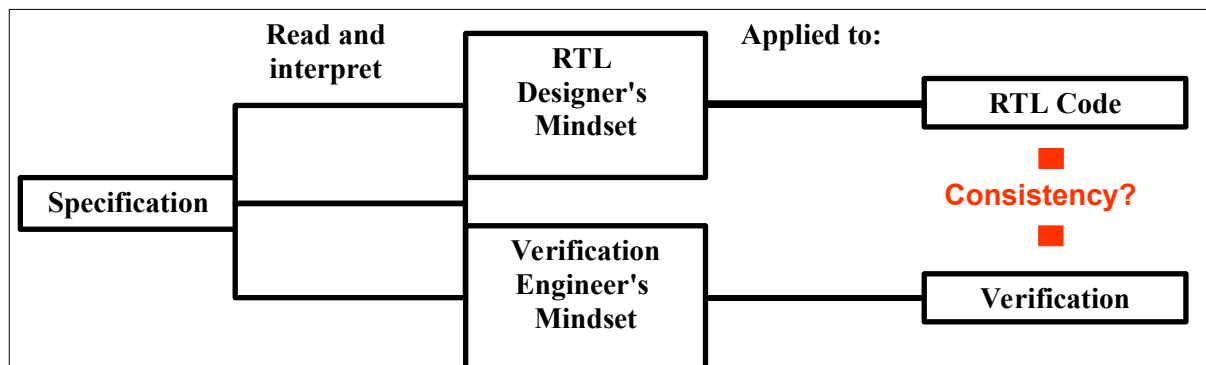 Read and
interpret
Applied to:
RTL
Designer's
Mindset
RTL Code
Specification
Consistency?
Verification
Engineer's
Mindset
Verification